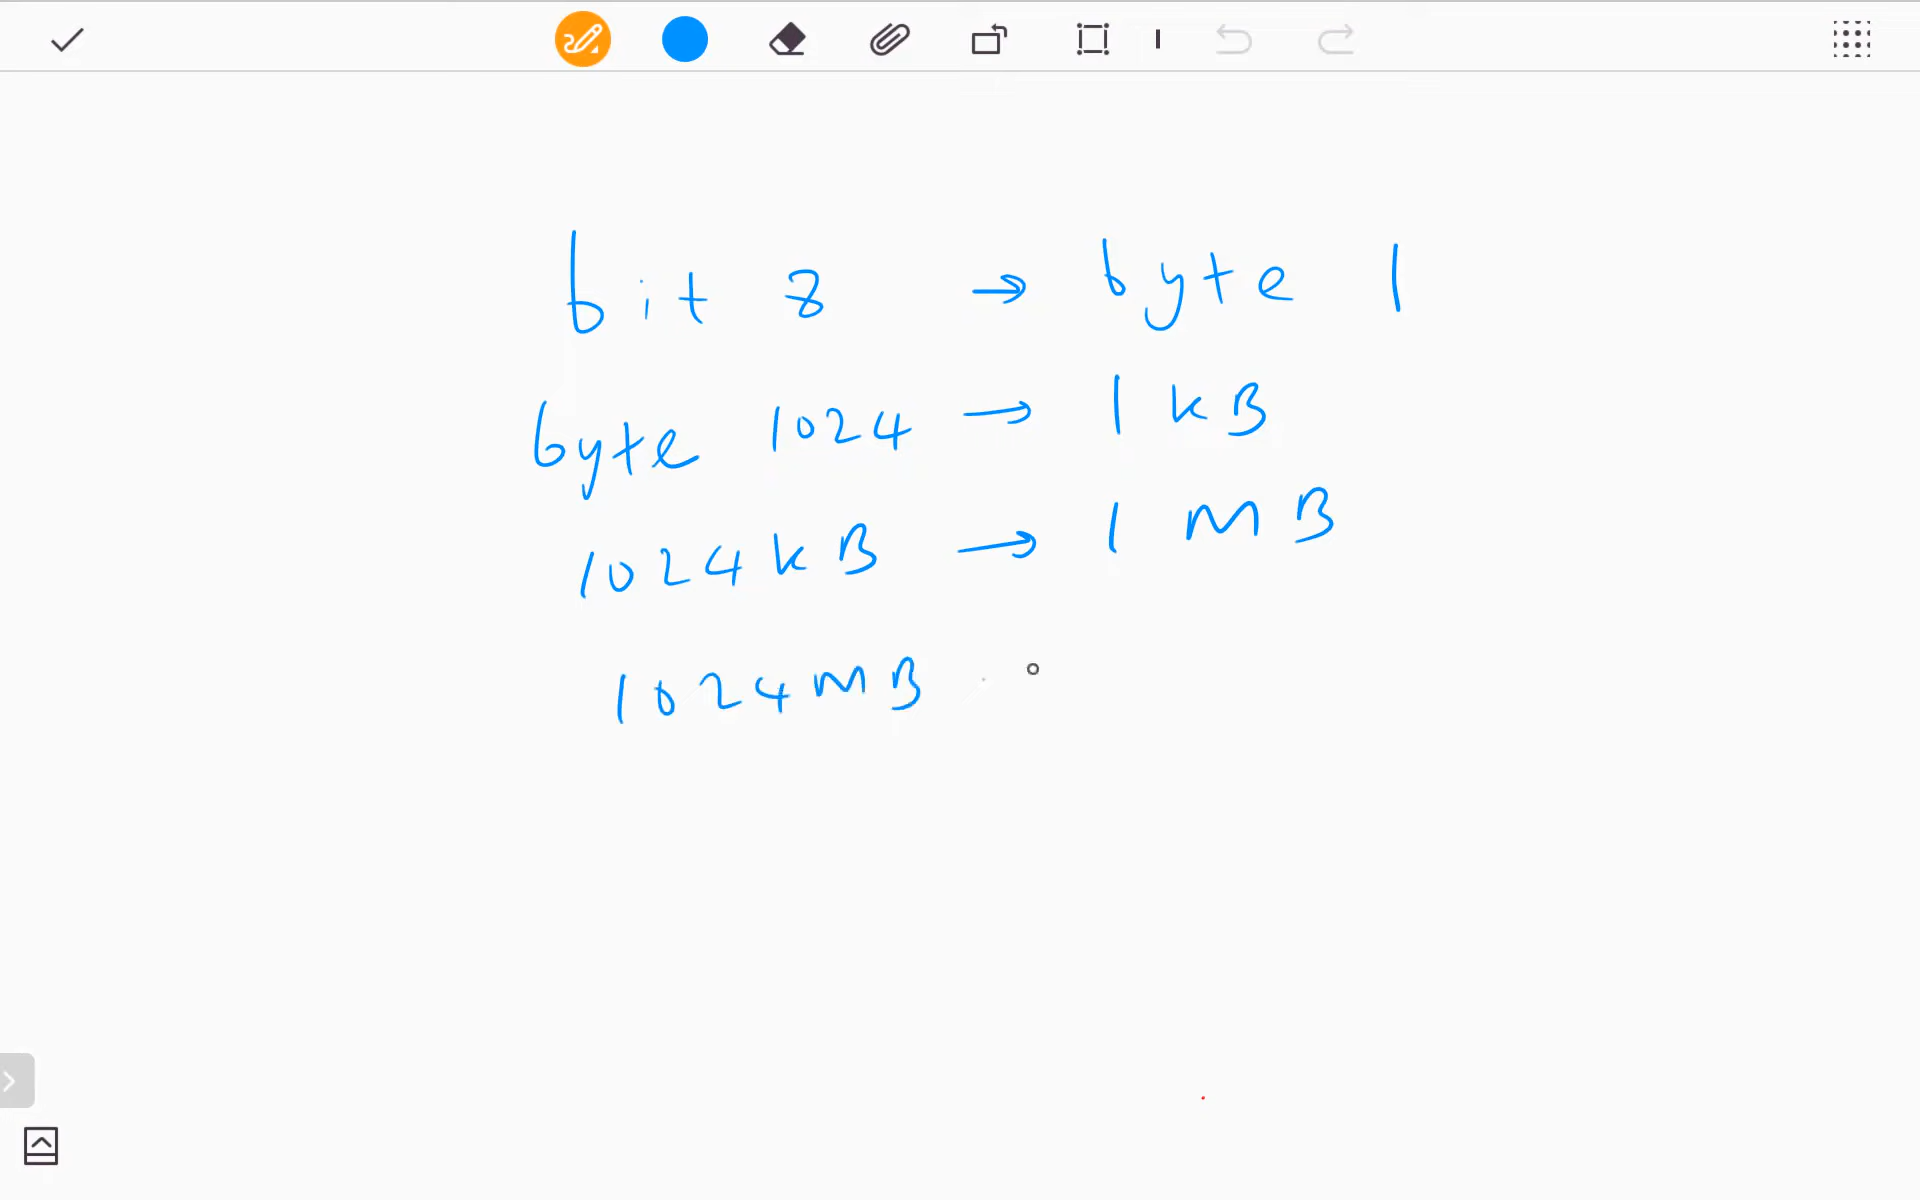 bit 8 → byte 1
byte 1024 → 1 kB
1024 kB → 1 MB
1024 MB